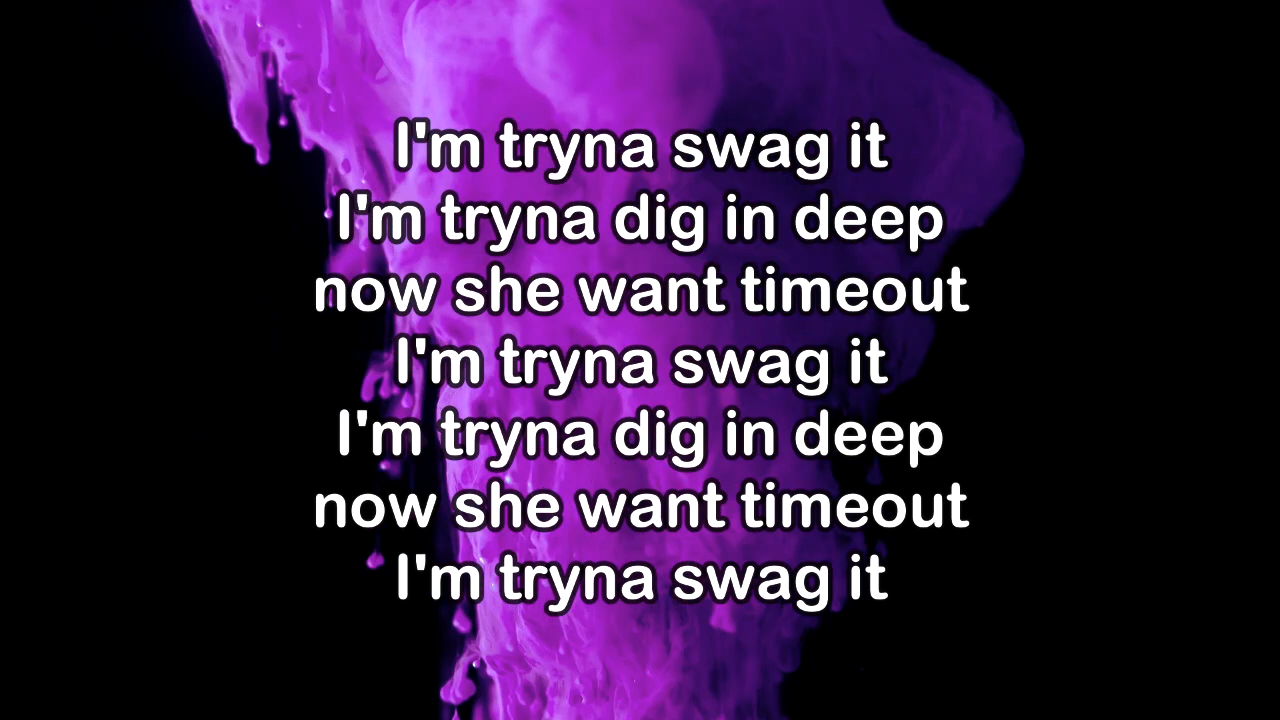 I'm tryna swag it
I'm tryna dig in deep
now she want timeout
I'm tryna swag it
I'm tryna dig in deep
now she want timeout
I'm tryna swag it